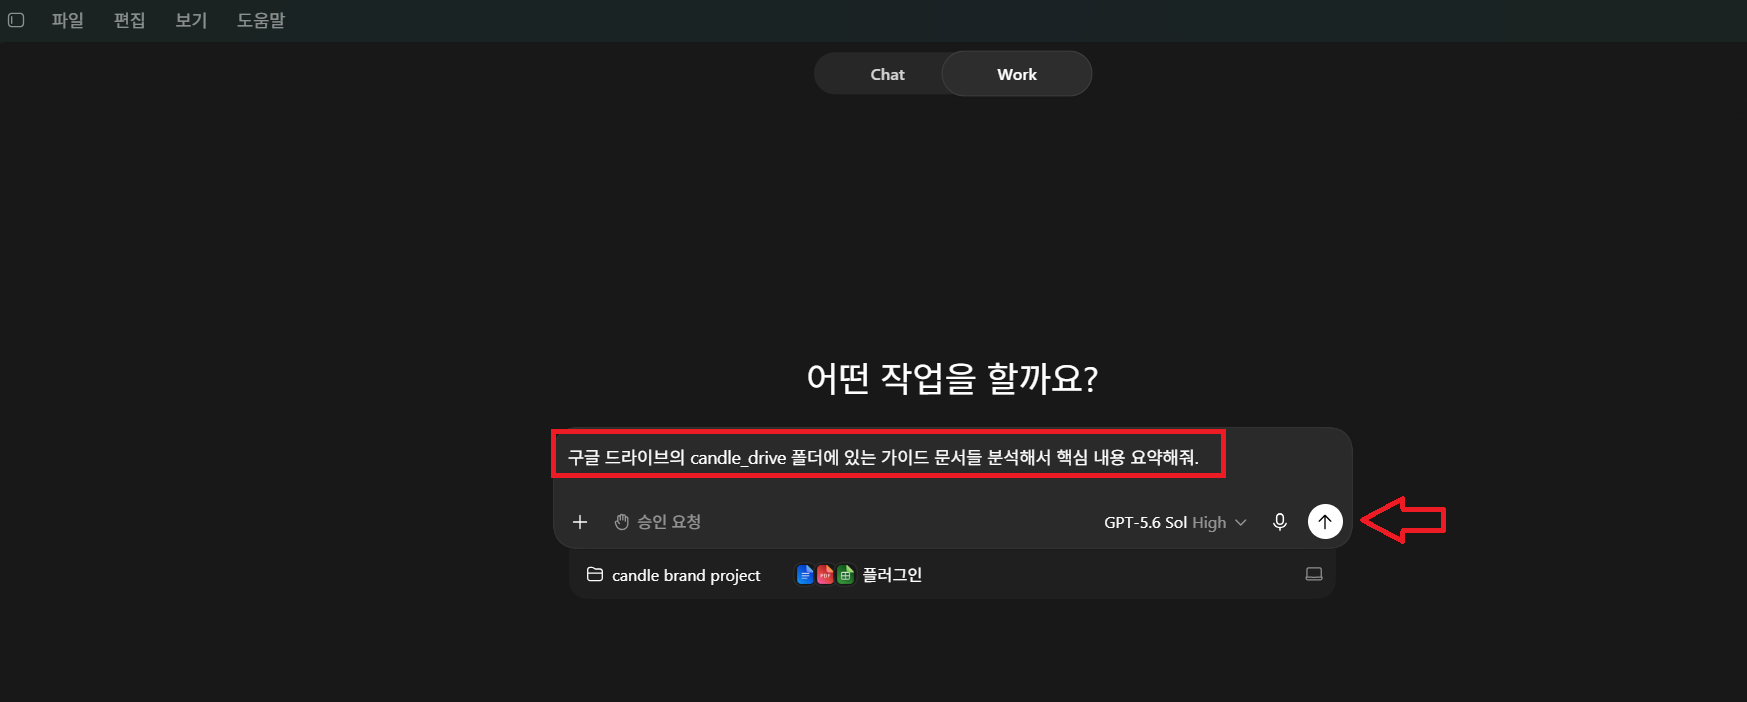 파일 편집 보기 도움말
Chat Work
어떤 작업을 할까요?
구글 드라이브의 candle_drive 폴더에 있는 가이드 문서들 분석해서 핵심 내용 요약해줘.
승인 요청 GPT-5.6 Sol High
candle brand project PDF 플러그인